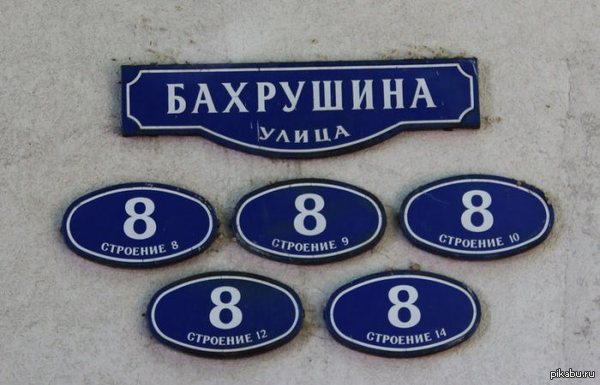 БАХРУШИНА
УЛИЦА
8
СТРОЕНИЕ 8
8
СТРОЕНИЕ 9
8
СТРОЕНИЕ 10
8
СТРОЕНИЕ 12
8
СТРОЕНИЕ 14
pikabu.ru